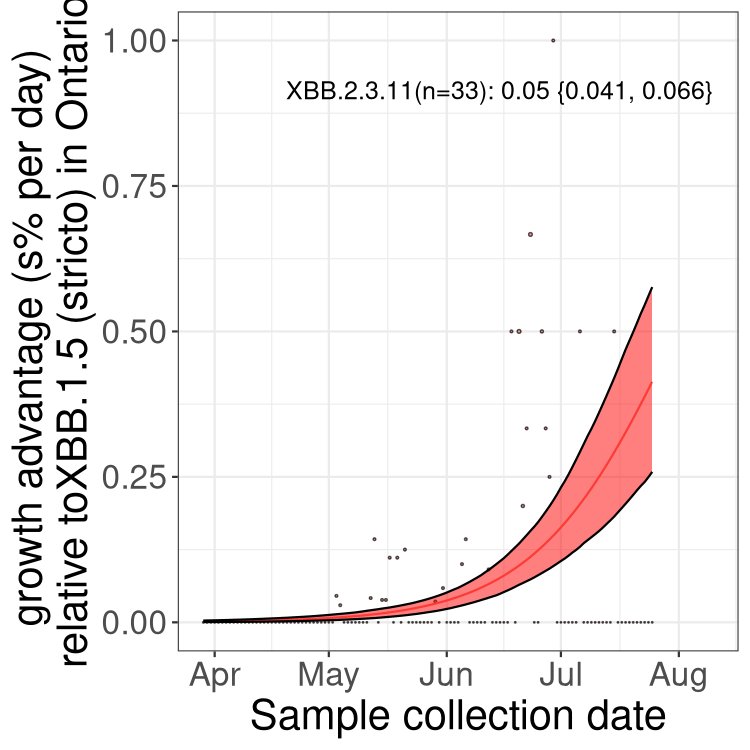 growth advantage (s% per day)
relative toXBB.1.5 (stricto) in Ontario
1.00
0.75
0.50
0.25
0.00
XBB.2.3.11(n=33): 0.05 {0.041, 0.066}
Apr May Jun Jul Aug
Sample collection date